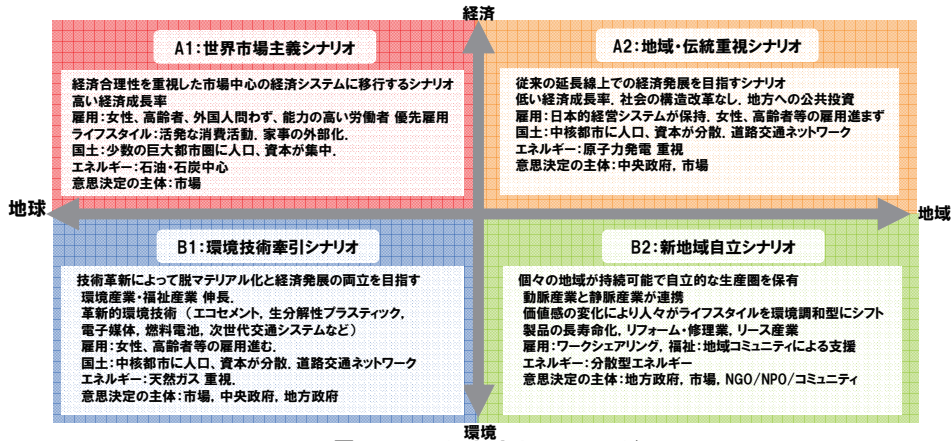 経済
A1:世界市場主義シナリオ
経済合理性を重視した市場中心の経済システムに移行するシナリオ
高い経済成長率
雇用:女性、高齢者、外国人問わず、能力の高い労働者 優先雇用
ライフスタイル:活発な消費活動. 家事の外部化.
国土:少数の巨大都市圏に人口、資本が集中.
エネルギー:石油・石炭中心
意思決定の主体:市場
A2:地域・伝統重視シナリオ
従来の延長線上での経済発展を目指すシナリオ
低い経済成長率. 社会の構造改革なし. 地方への公共投資
雇用:日本的経営システムが保持. 女性、高齢者等の雇用進まず
国土:中核都市に人口、資本が分散. 道路交通ネットワーク
エネルギー:原子力発電 重視
意思決定の主体:中央政府, 市場
地球
地域
B1:環境技術牽引シナリオ
技術革新によって脱マテリアル化と経済発展の両立を目指す
環境産業・福祉産業 伸長.
革新的環境技術 (エコセメント, 生分解性プラスティック,
電子媒体, 燃料電池, 次世代交通システムなど)
雇用:女性、高齢者等の雇用進む.
国土:中核都市に人口、資本が分散. 道路交通ネットワーク
エネルギー:天然ガス 重視.
意思決定の主体:市場, 中央政府, 地方政府
B2:新地域自立シナリオ
個々の地域が持続可能で自立的な生産圏を保有
動脈産業と静脈産業が連携
価値感の変化により人々がライフスタイルを環境調和型にシフト
製品の長寿命化, リフォーム・修理業, リース産業
雇用:ワークシェアリング, 福祉:地域コミュニティによる支援
エネルギー:分散型エネルギー
意思決定の主体:地方政府, 市場, NGO/NPO/コミュニティ
環境